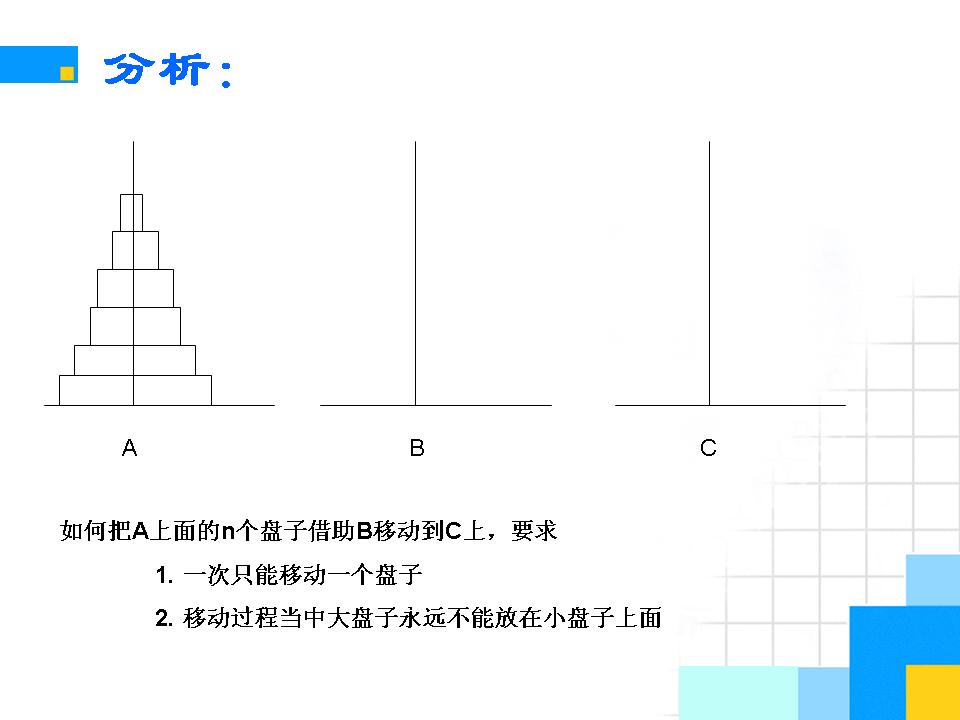 分析：
A
B
C
如何把A上面的n个盘子借助B移动到C上，要求
1. 一次只能移动一个盘子
2. 移动过程当中大盘子永远不能放在小盘子上面